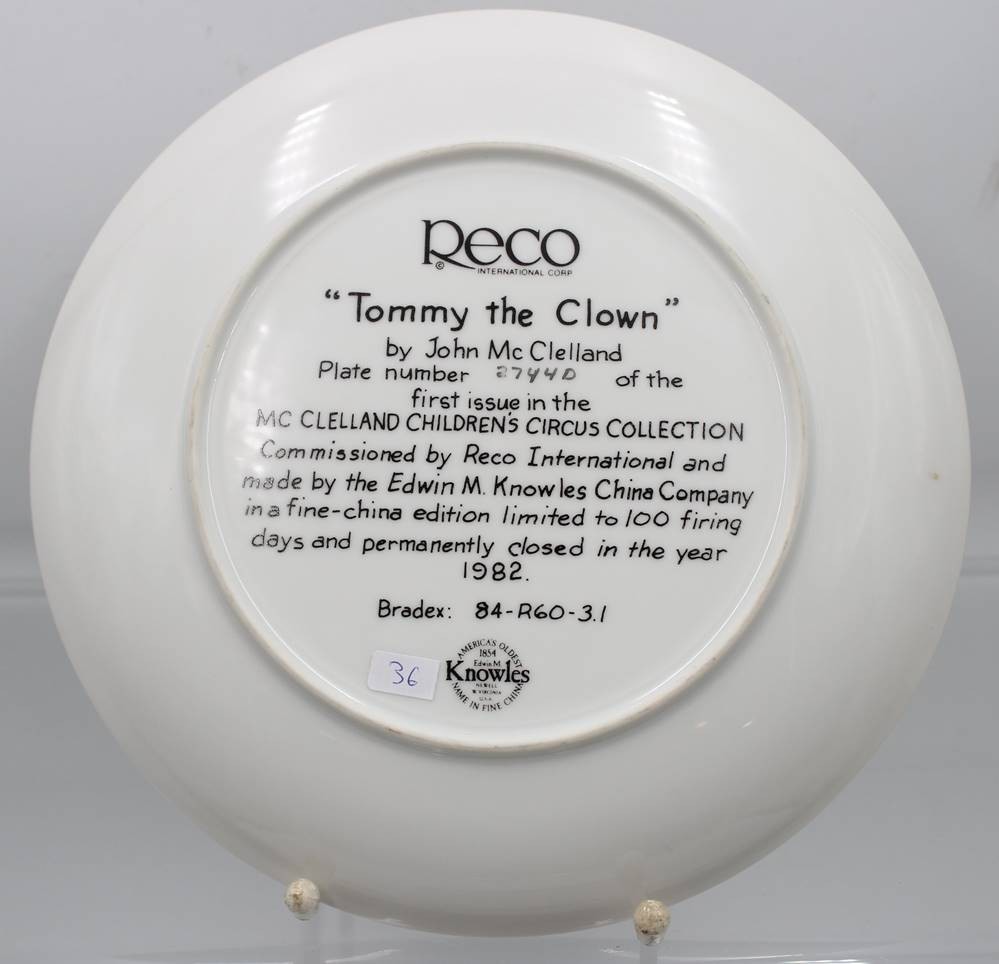 Reco
© INTERNATIONAL CORP
"Tommy the Clown"
by John McClelland
Plate number 27440 of the
first issue in the
MC CLELLAND CHILDREN'S CIRCUS COLLECTION
Commissioned by Reco International and
made by the Edwin M. Knowles China Company
in a fine-china edition limited to 100 firing
days and permanently closed in the year
1982.
Bradex: 84-R60-3.1
36
AMERICA'S OLDEST
1854
Edwin M.
Knowles
NEWELL
W. VIRGINIA
U.S.A.
NAME IN FINE CHINA